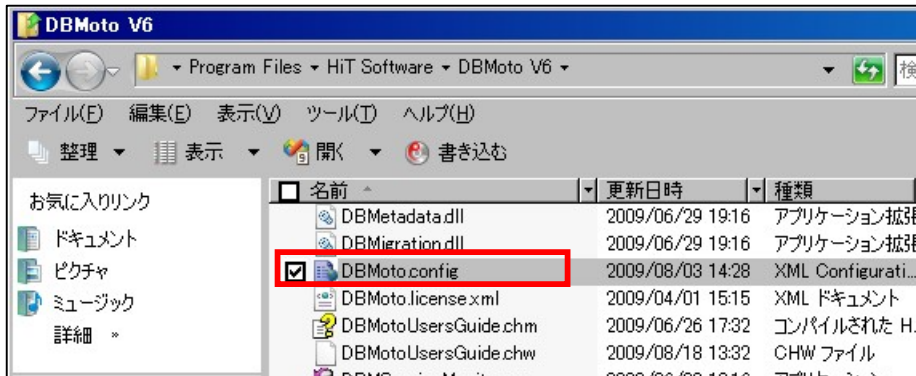 DBMoto V6
Program Files ▾ HiT Software ▾ DBMoto V6 ▾
ファイル(F) 編集(E) 表示(V) ツール(T) ヘルプ(H)
整理 ▼ 表示 ▼ 開く ▼ 書き込む
お気に入りリンク
ドキュメント
ピクチャ
ミュージック
詳細 »
名前 更新日時 種類
DBMetadata.dll 2009/06/29 19:16 アプリケーション拡張
DBMigration.dll 2009/06/29 19:16 アプリケーション拡張
DBMoto.config 2009/08/03 14:28 XML Configurati...
DBMoto.license.xml 2009/04/01 15:15 XML ドキュメント
DBMotoUsersGuide.chm 2009/06/26 17:32 コンパイルされた H.
DBMotoUsersGuide.chw 2009/08/18 13:32 CHW ファイル